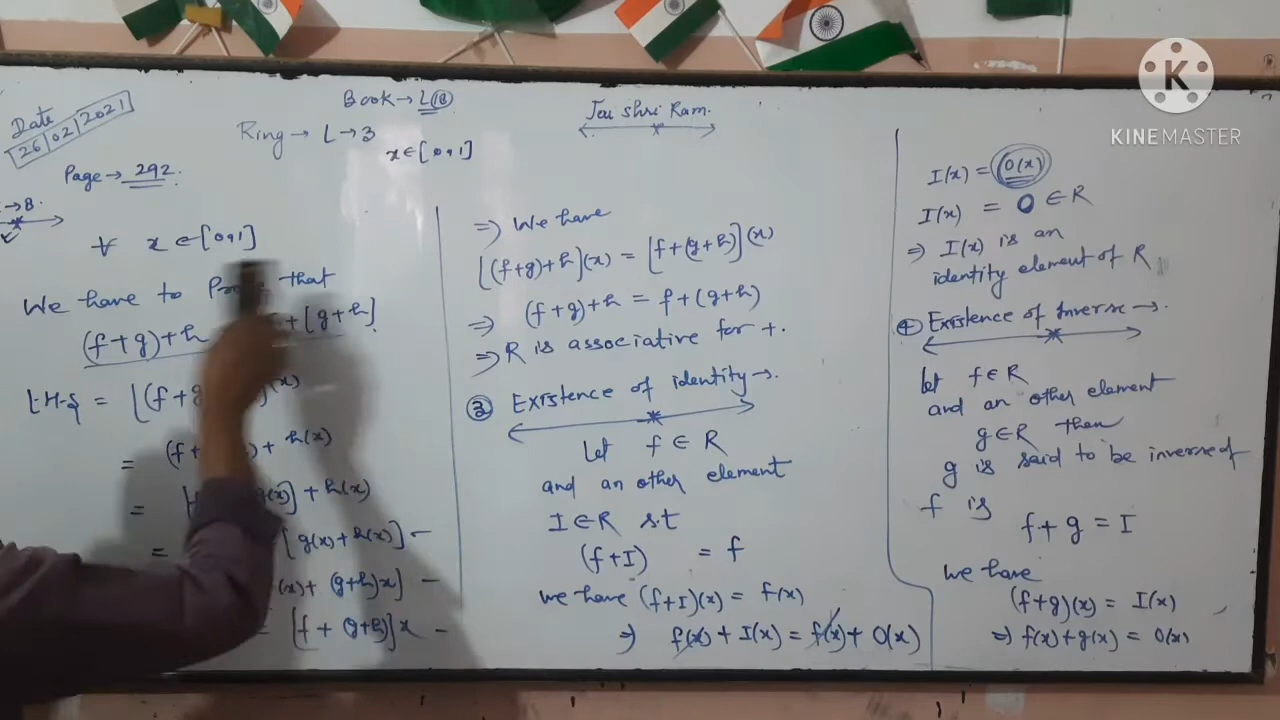 Date
26/02/2021
Book → L(18)
Ring → L → 3
x ∈ [0,1]
Jai Shri Ram.
Page → 292.
→ B.
∀ x ∈ [0,1]
We have to that
(f+g)+h + [g+h]
L.H.S =
= + h(x)
= + h(x)
= [g(x) + h(x)] —
(g+h)x] —
= [f + (g+h)]x —
⇒ We have
[(f+g)+h](x) = [f+(g+h)](x)
⇒ (f+g)+h = f+(g+h)
⇒ R is associative for +.
③ Existence of identity →.
Let f ∈ R
and an other element
I ∈ R s.t
(f+I) = f
we have (f+I)(x) = f(x)
⇒ f(x) + I(x) = f(x) + O(x)
I(x) = O(x)
I(x) = 0 ∈ R
⇒ I(x) is an
identity element of R
④ Existence of Inverse →.
let f ∈ R
and an other element
g ∈ R then
g is said to be inverse of
f is
f + g = I
we have
(f+g)(x) = I(x)
⇒ f(x) + g(x) = O(x)
KINEMASTER